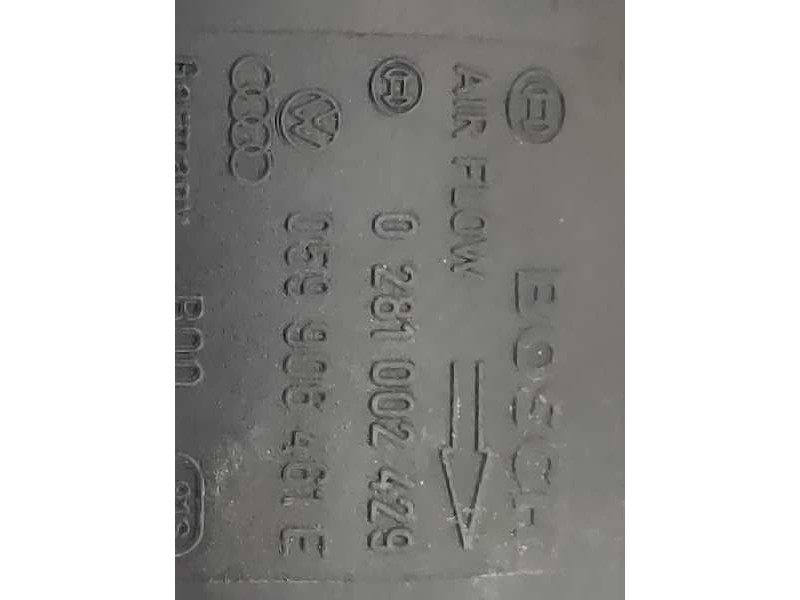 BOSCH
AIR FLOW
0 281 002 429
059 906 461 E